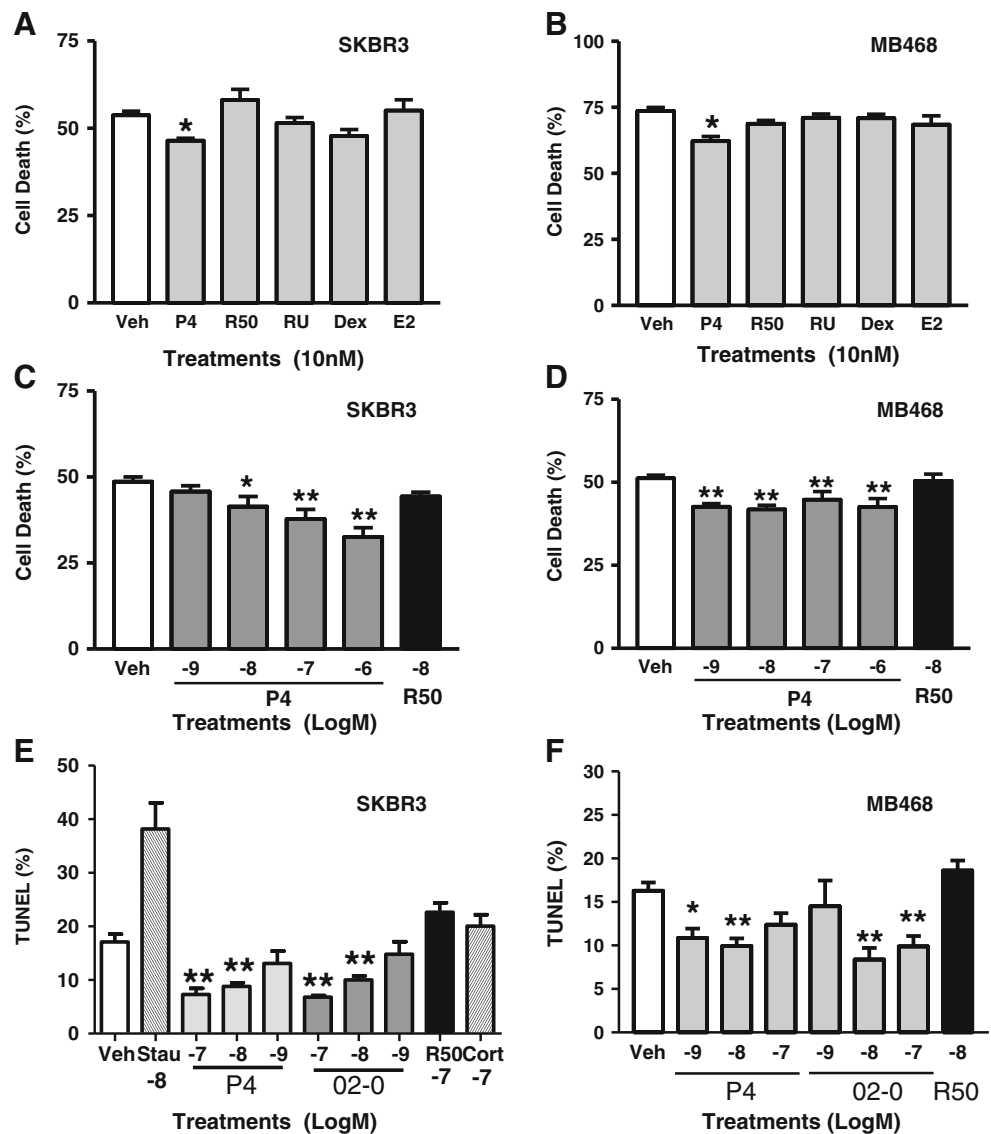 A
SKBR3
75
50
25
0
Cell Death (%)
*
Veh P4 R50 RU Dex E2
Treatments (10nM)
B
MB468
100
75
50
25
0
Cell Death (%)
*
Veh P4 R50 RU Dex E2
Treatments (10nM)
C
SKBR3
75
50
25
0
Cell Death (%)
* ** **
Veh -9 -8 -7 -6 -8
P4 R50
Treatments (LogM)
D
MB468
75
50
25
0
Cell Death (%)
** ** ** **
Veh -9 -8 -7 -6 -8
P4 R50
Treatments (LogM)
E
SKBR3
50
40
30
20
10
0
TUNEL (%)
** ** ** **
Veh Stau -7 -8 -9 -7 -8 -9 R50 Cort
-8 P4 02-0 -7 -7
Treatments (LogM)
F
MB468
30
25
20
15
10
5
0
TUNEL (%)
* ** ** **
Veh -9 -8 -7 -9 -8 -7 -8
P4 02-0 R50
Treatments (LogM)